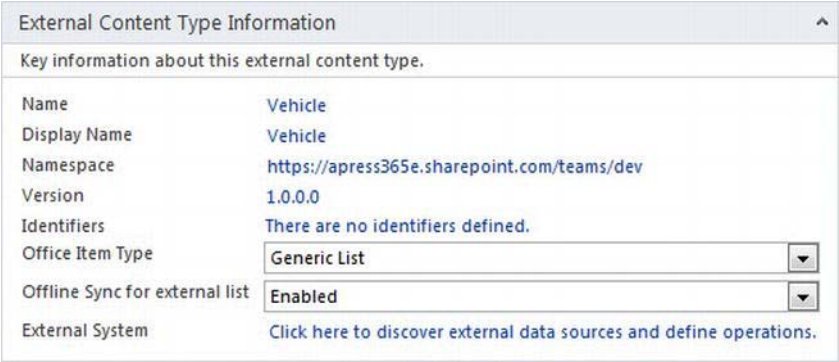 External Content Type Information
Key information about this external content type.
Name Vehicle
Display Name Vehicle
Namespace https://apress365e.sharepoint.com/teams/dev
Version 1.0.0.0
Identifiers There are no identifiers defined.
Office Item Type Generic List
Offline Sync for external list Enabled
External System Click here to discover external data sources and define operations.